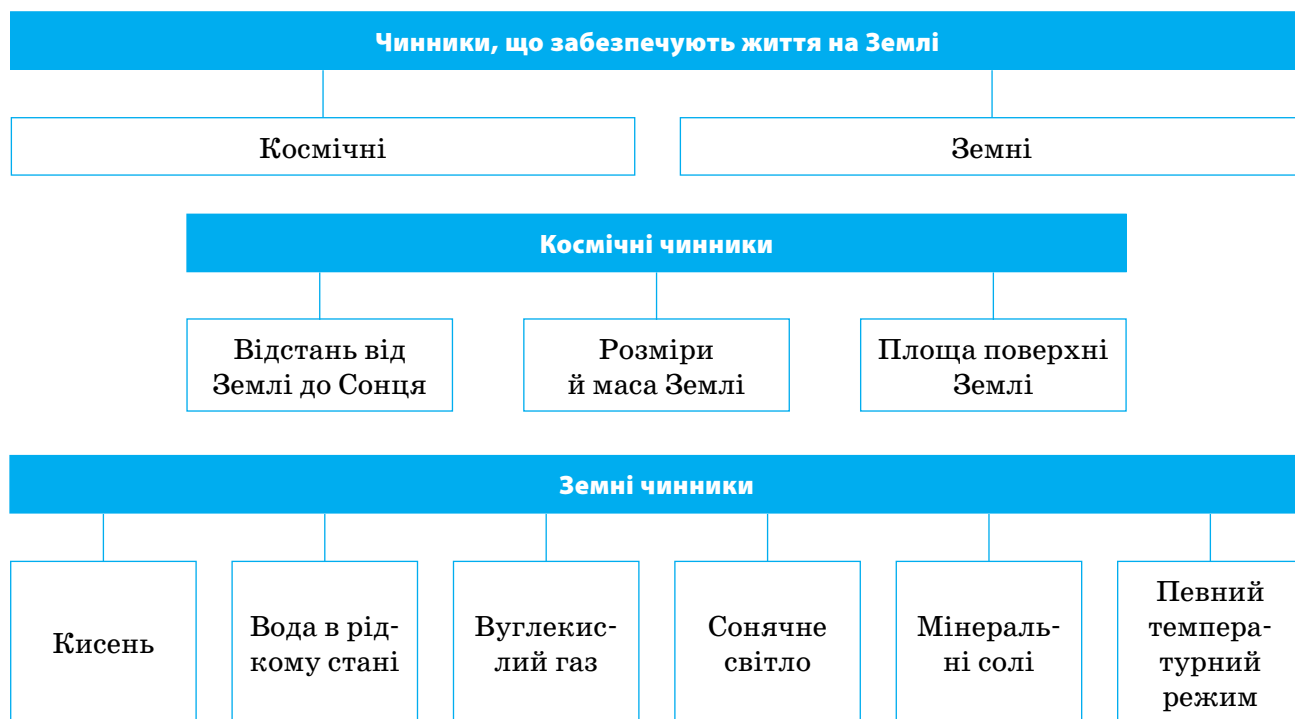 Чинники, що забезпечують життя на Землі
Космічні
Земні
Космічні чинники
Відстань від
Землі до Сонця
Розміри
й маса Землі
Площа поверхні
Землі
Земні чинники
Кисень
Вода в рід-
кому стані
Вуглекис-
лий газ
Сонячне
світло
Мінераль-
ні солі
Певний
темпера-
турний
режим